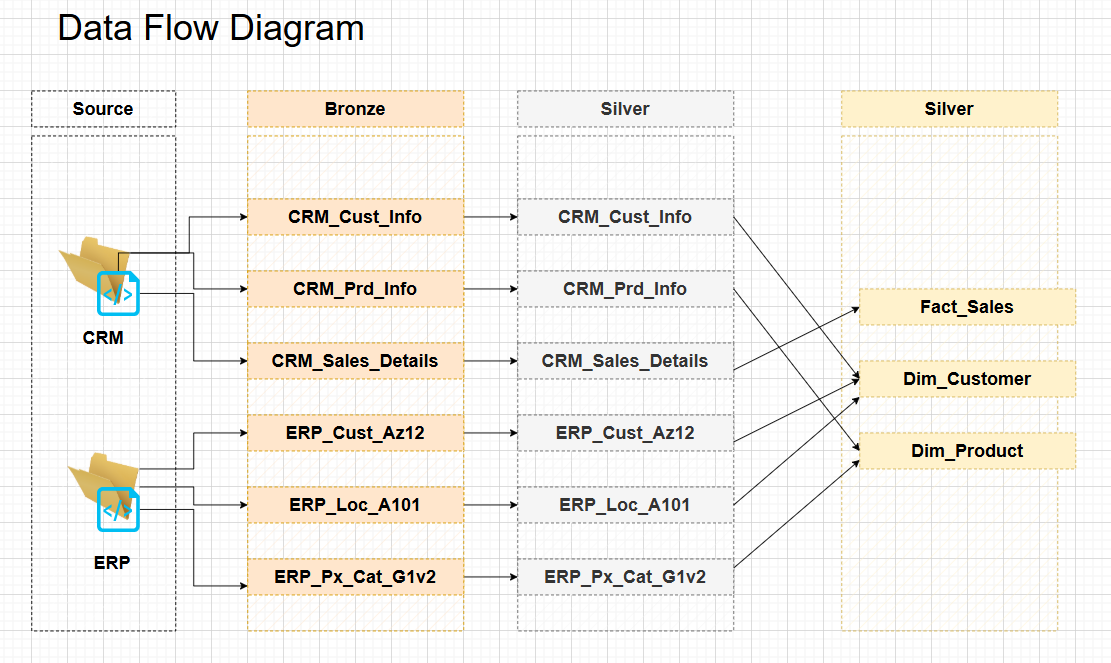 Data Flow Diagram
Source
Bronze
Silver
Silver
CRM_Cust_Info
CRM_Cust_Info
CRM_Prd_Info
CRM_Prd_Info
</>
Fact_Sales
CRM
CRM_Sales_Details
CRM_Sales_Details
Dim_Customer
ERP_Cust_Az12
ERP_Cust_Az12
Dim_Product
</>
ERP_Loc_A101
ERP_Loc_A101
ERP
ERP_Px_Cat_G1v2
ERP_Px_Cat_G1v2